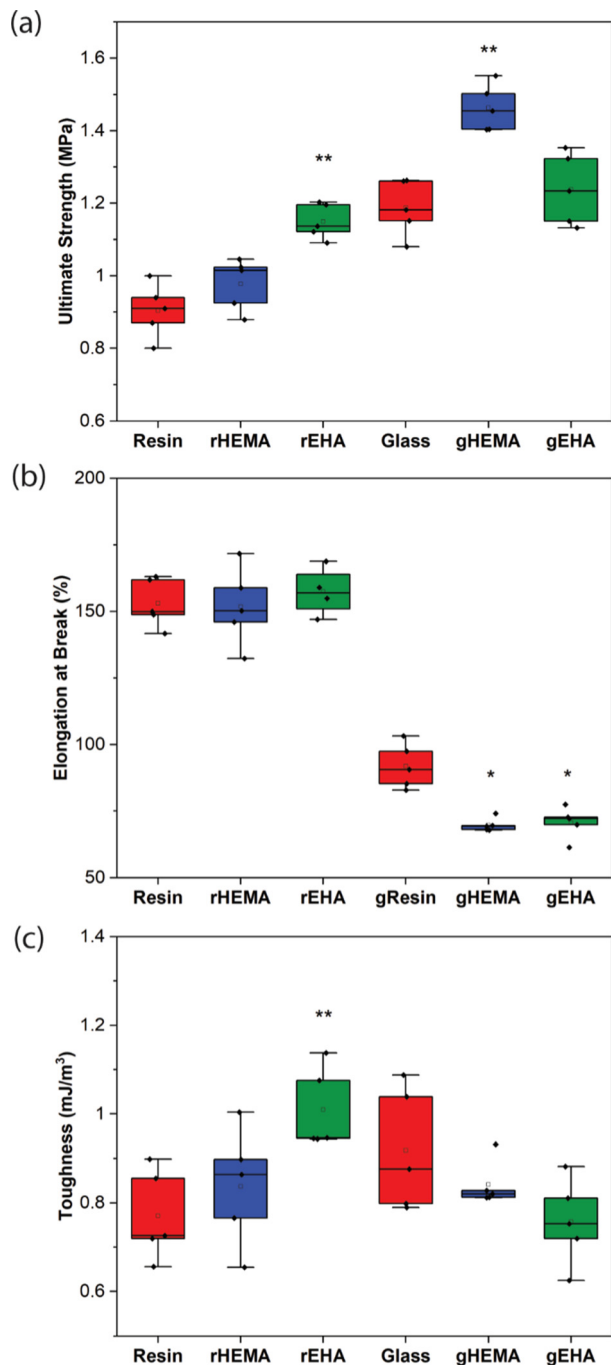 (a)
Ultimate Strength (MPa)
1.6
1.4
1.2
1
0.8
0.6
**
**
Resin rHEMA rEHA Glass gHEMA gEHA
(b)
Elongation at Break (%)
200
150
100
50
*
*
Resin rHEMA rEHA gResin gHEMA gEHA
(c)
Toughness (mJ/m³)
1.4
1.2
1
0.8
0.6
**
Resin rHEMA rEHA Glass gHEMA gEHA